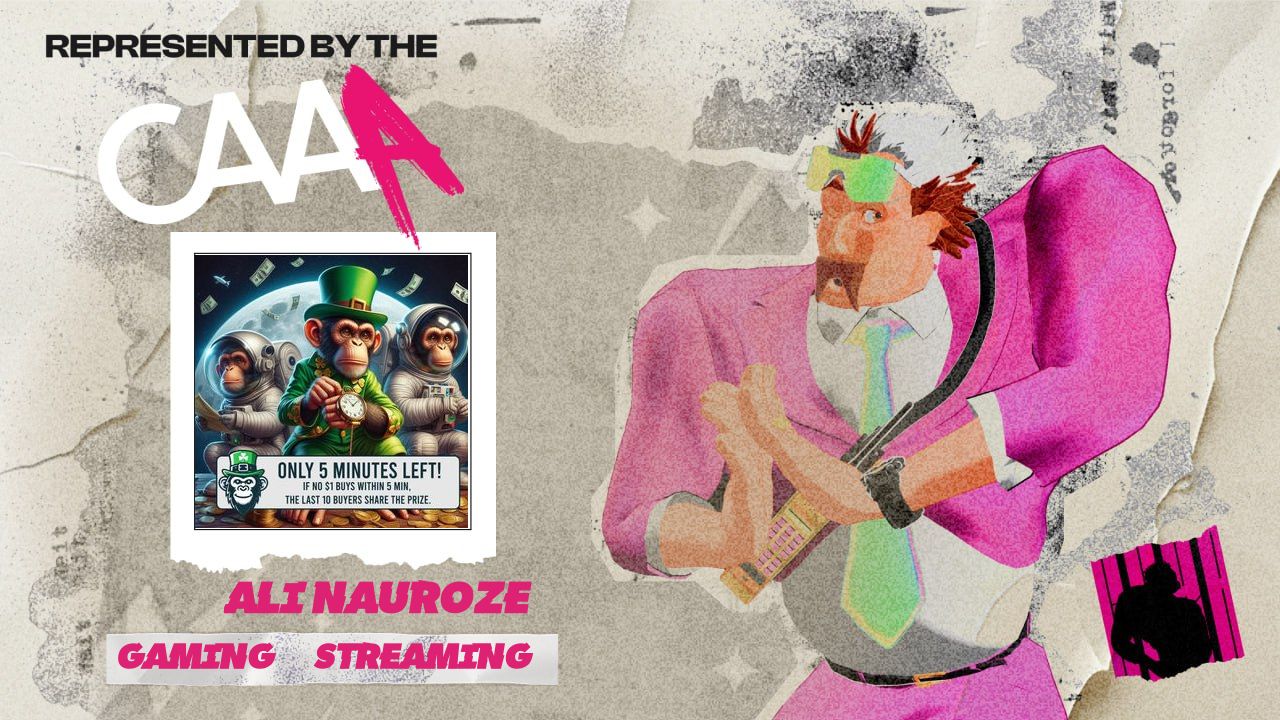 REPRESENTED BY THE
CAAA
ONLY 5 MINUTES LEFT!
IF NO $1 BUYS WITHIN 5 MIN,
THE LAST 10 BUYERS SHARE THE PRIZE.
ALI NAUROZE
GAMING STREAMING